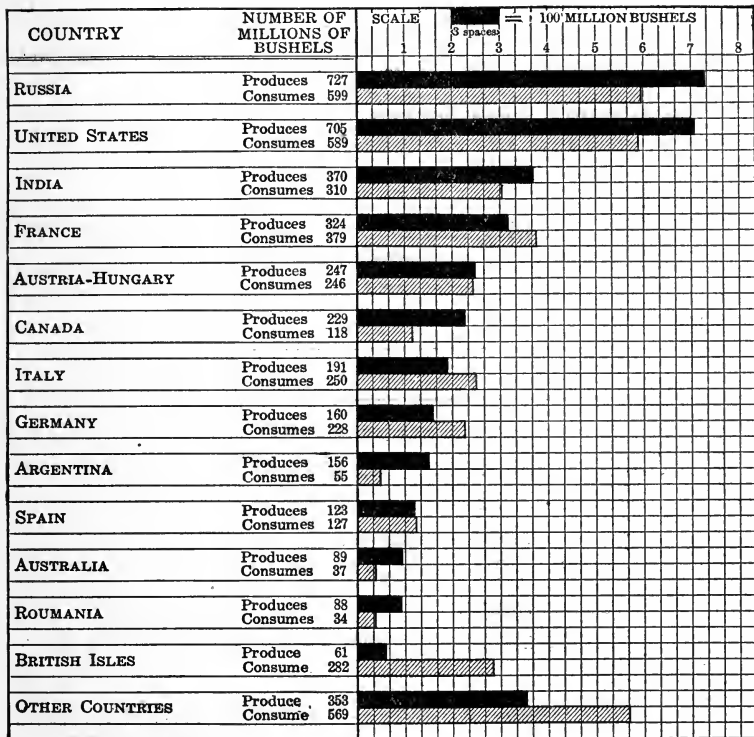 COUNTRY
NUMBER OF
MILLIONS OF
BUSHELS
SCALE = 100 MILLION BUSHELS
3 spaces
1 2 3 4 5 6 7 8
RUSSIA
Produces 727
Consumes 599
UNITED STATES
Produces 705
Consumes 589
INDIA
Produces 370
Consumes 310
FRANCE
Produces 324
Consumes 379
AUSTRIA-HUNGARY
Produces 247
Consumes 246
CANADA
Produces 229
Consumes 118
ITALY
Produces 191
Consumes 250
GERMANY
Produces 160
Consumes 228
ARGENTINA
Produces 156
Consumes 55
SPAIN
Produces 123
Consumes 127
AUSTRALIA
Produces 89
Consumes 37
ROUMANIA
Produces 88
Consumes 34
BRITISH ISLES
Produce 61
Consume 282
OTHER COUNTRIES
Produce 353
Consume 569